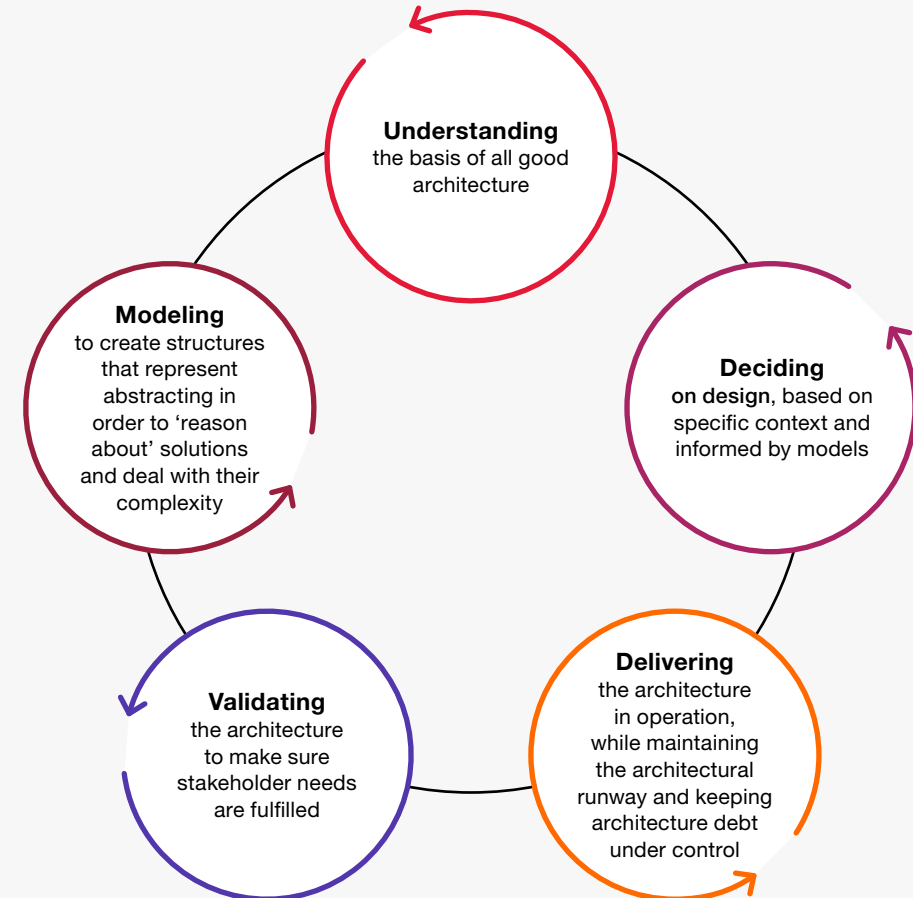 Understanding
the basis of all good
architecture
Modeling
to create structures
that represent
abstracting in
order to ‘reason
about’ solutions
and deal with their
complexity
Deciding
on design, based on
specific context and
informed by models
Validating
the architecture
to make sure
stakeholder needs
are fulfilled
Delivering
the architecture
in operation,
while maintaining
the architectural
runway and keeping
architecture debt
under control